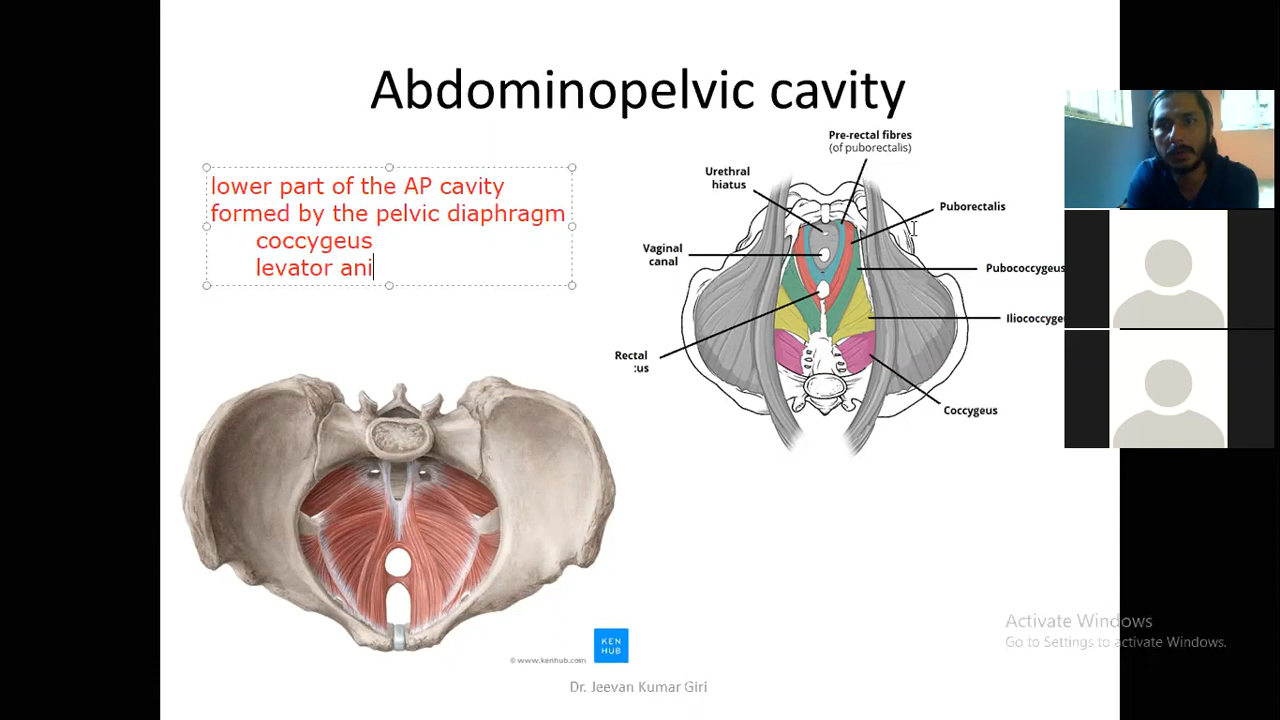 Abdominopelvic cavity
lower part of the AP cavity
formed by the pelvic diaphragm
coccygeus
levator ani
Pre-rectal fibres
(of puborectalis)
Urethral
hiatus
Puborectalis
Vaginal
canal
Pubococcygeus
Iliococcyge
Rectal
:us
Coccygeus
KEN
HUB
© www.kenhub.com
Activate Windows
Go to Settings to activate Windows.
Dr. Jeevan Kumar Giri